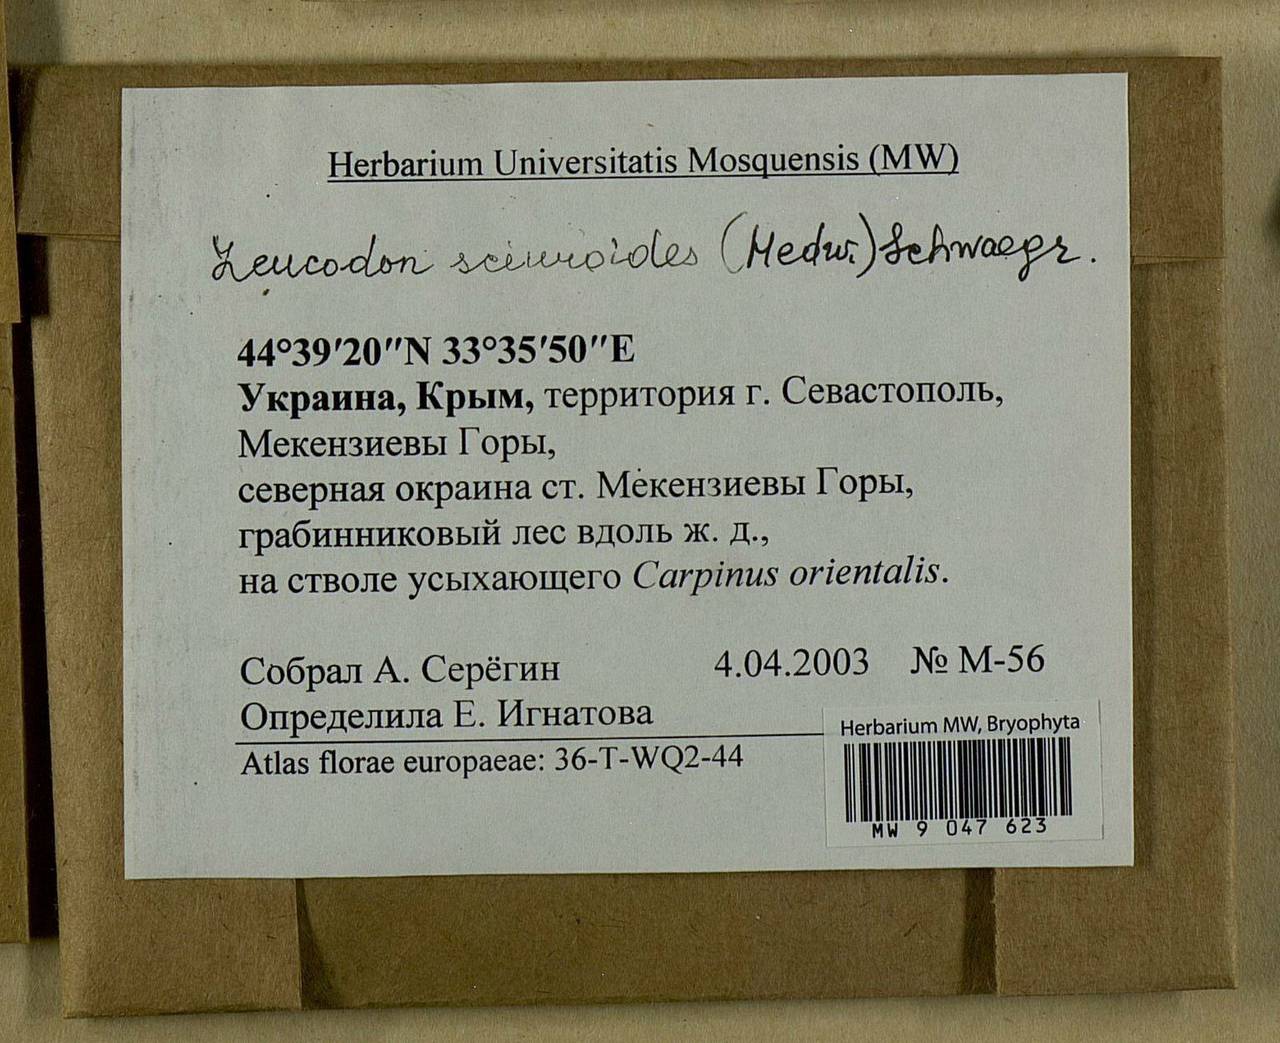 Herbarium Universitatis Mosquensis (MW)
Leucodon sciuroides (Hedw.) Schwaegr.
44°39′20″N 33°35′50″E
Украина, Крым, территория г. Севастополь,
Мекензиевы Горы,
северная окраина ст. Мекензиевы Горы,
грабинниковый лес вдоль ж. д.,
на стволе усыхающего Carpinus orientalis.
Собрал А. Серёгин 4.04.2003 № М-56
Определила Е. Игнатова
Atlas florae europaeae: 36-T-WQ2-44
Herbarium MW, Bryophyta
MW 9 047 623